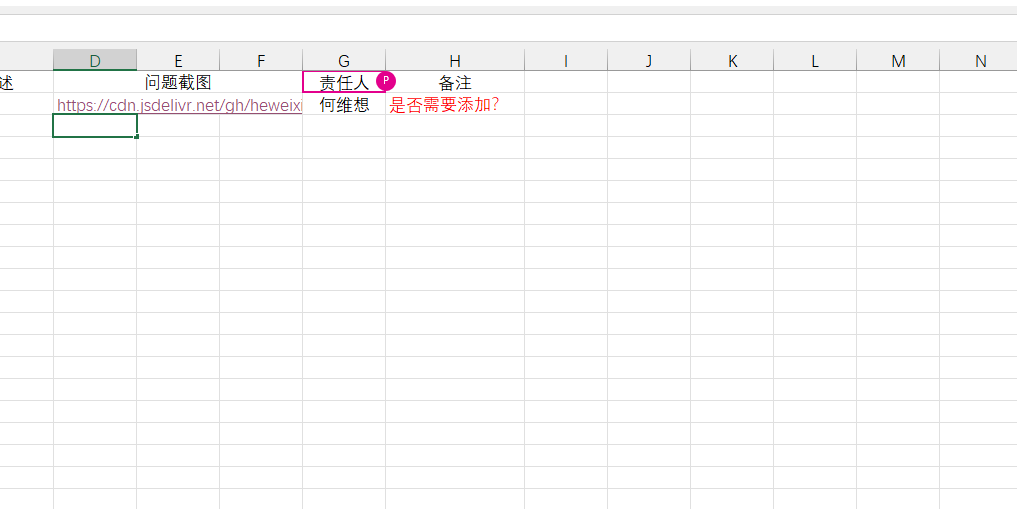 D E F G H I J K L M N
述 问题截图 责任人 P 备注
https://cdn.jsdelivr.net/gh/heweixi 何维想 是否需要添加?